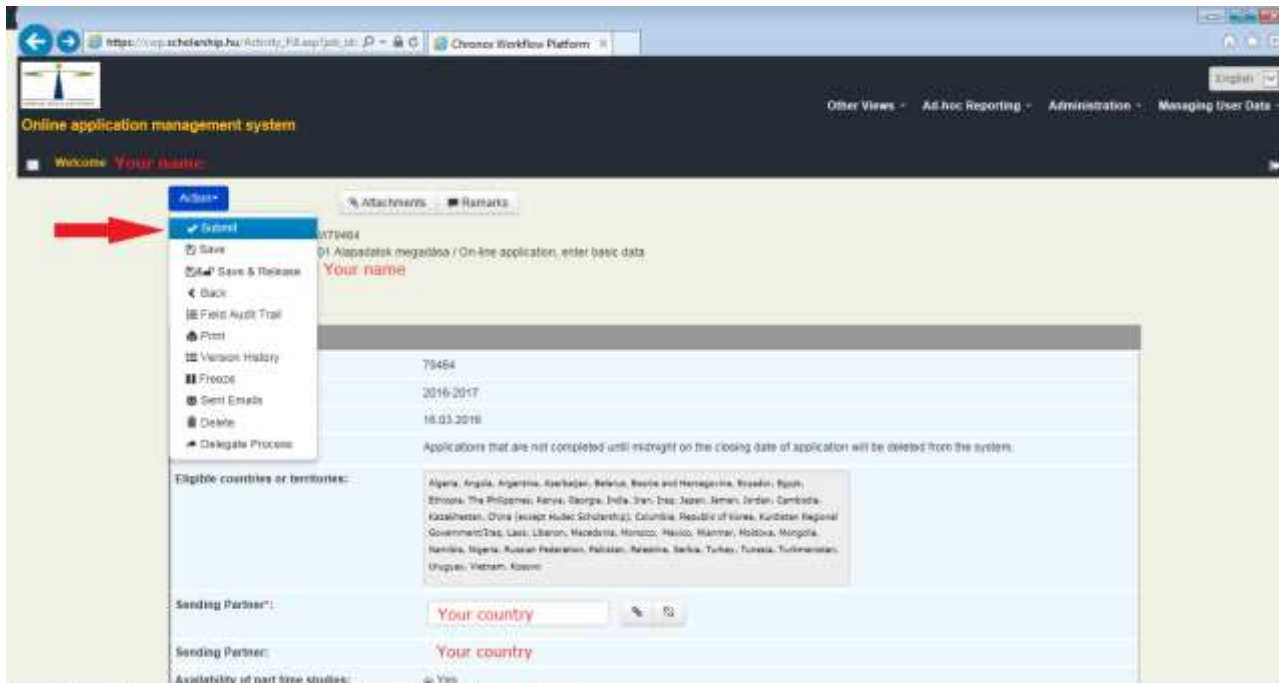 Chronos Workflow Platform
English
Other Views
Ad-hoc Reporting
Administration
Managing User Data
Online application management system
Welcome Your name
Action
Attachments
Remarks
Submit
Save
Save & Release
Back
Field Audit Trail
Print
Version History
Freeze
Sent Emails
Delete
Delegate Process
/79464
01 Alapadatok megadása / On-line application, enter basic data
Your name
79464
2016-2017
16.03.2016
Applications that are not completed until midnight on the closing date of application will be deleted from the system.
Eligible countries or territories:
Algeria, Angola, Argentina, Azerbaijan, Belarus, Bosnia and Herzegovina, Ecuador, Egypt,
Ethiopia, The Philippines, Kenya, Georgia, India, Iran, Iraq, Japan, Jemen, Jordan, Cambodia,
Kazakhstan, China (except Hudec Scholarship), Columbia, Republic of Korea, Kurdistan Regional
Government/Iraq, Laos, Libanon, Macedonia, Morocco, Mexico, Mianmar, Moldova, Mongolia,
Namibia, Nigeria, Russian Federation, Pakistan, Palestine, Serbia, Turkey, Tunesia, Turkmenistan,
Uruguay, Vietnam, Kosovo
Sending Partner*:
Your country
Sending Partner:
Your country
Availability of part time studies:
Yes